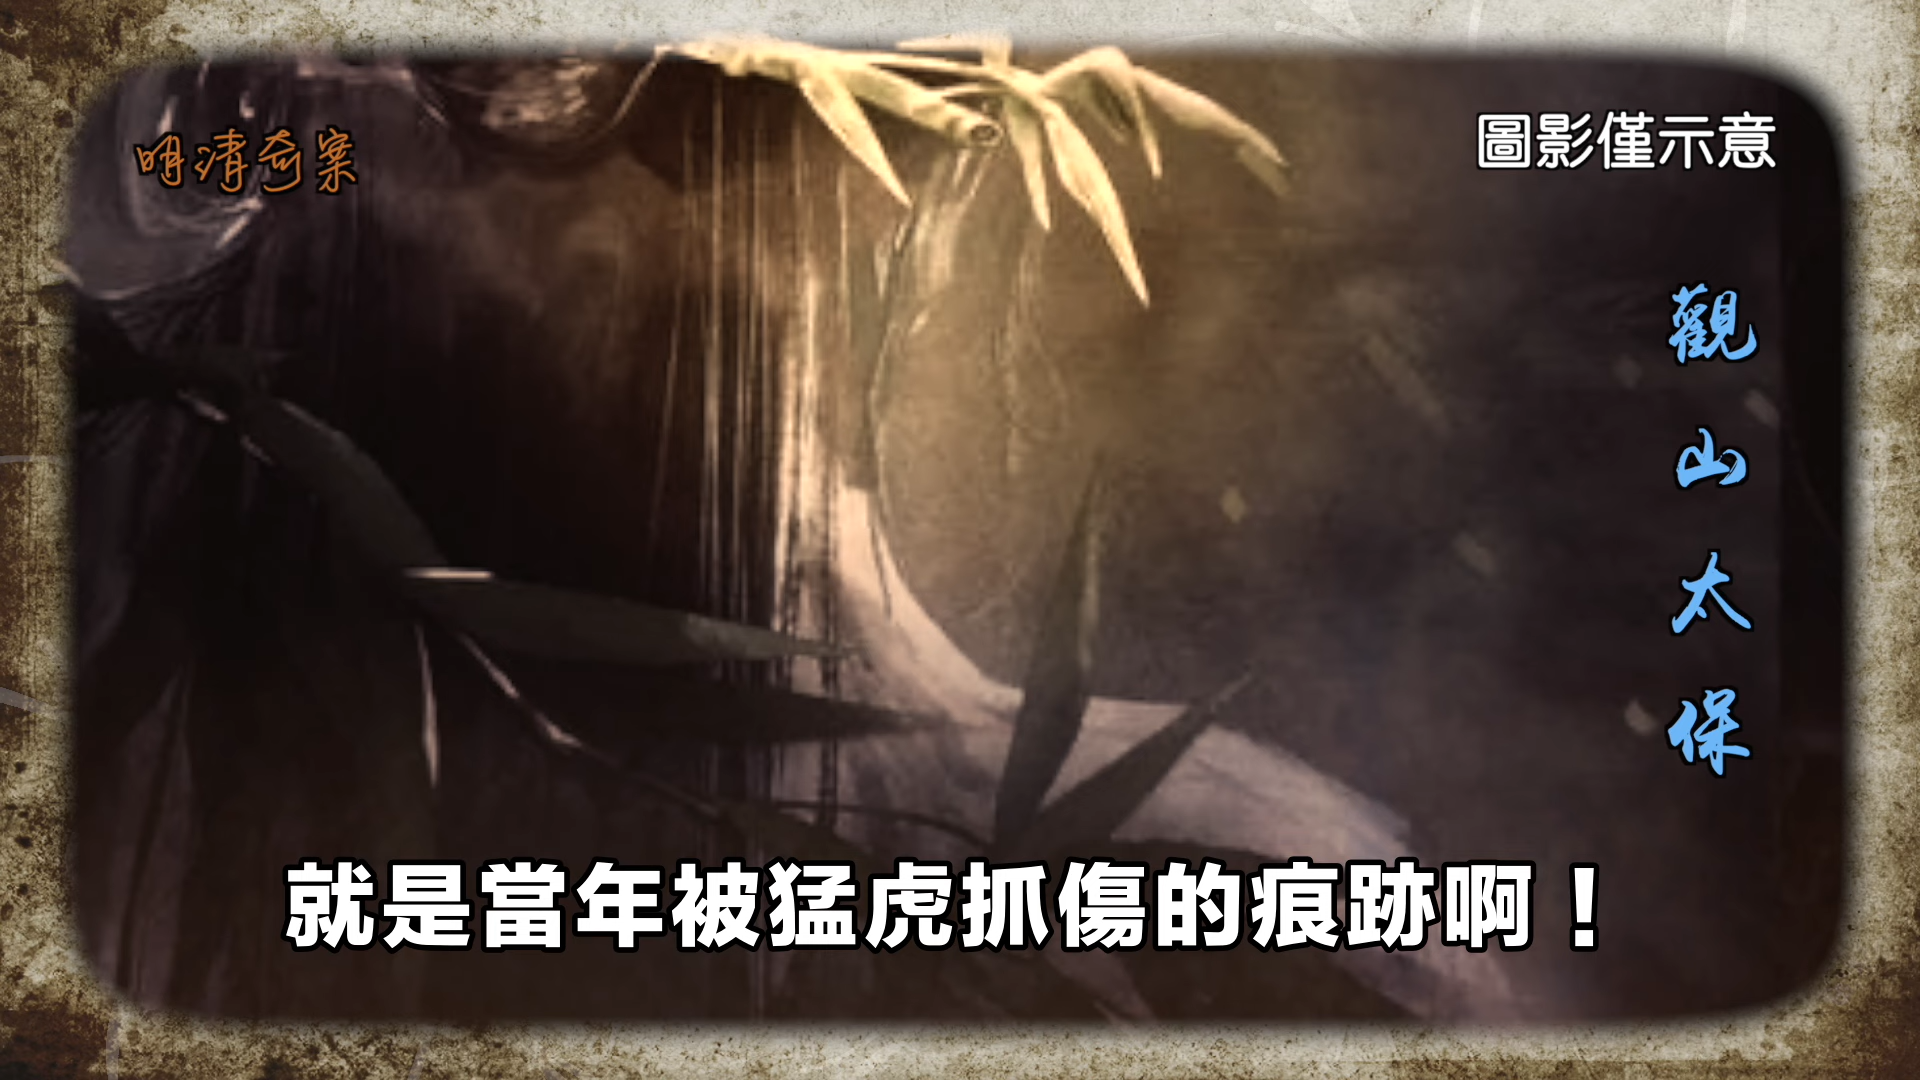 明清奇案
圖影僅示意
觀山太保
就是當年被猛虎抓傷的痕跡啊！